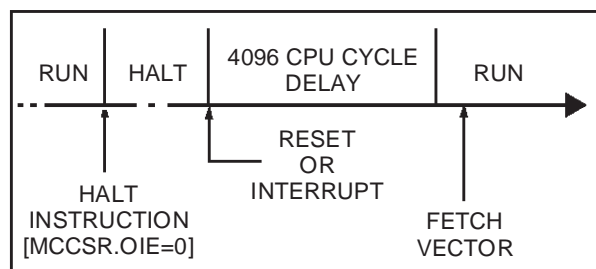 RUN
HALT
4096 CPU CYCLE
DELAY
RUN
RESET
OR
INTERRUPT
HALT
INSTRUCTION
[MCCSR.OIE=0]
FETCH
VECTOR